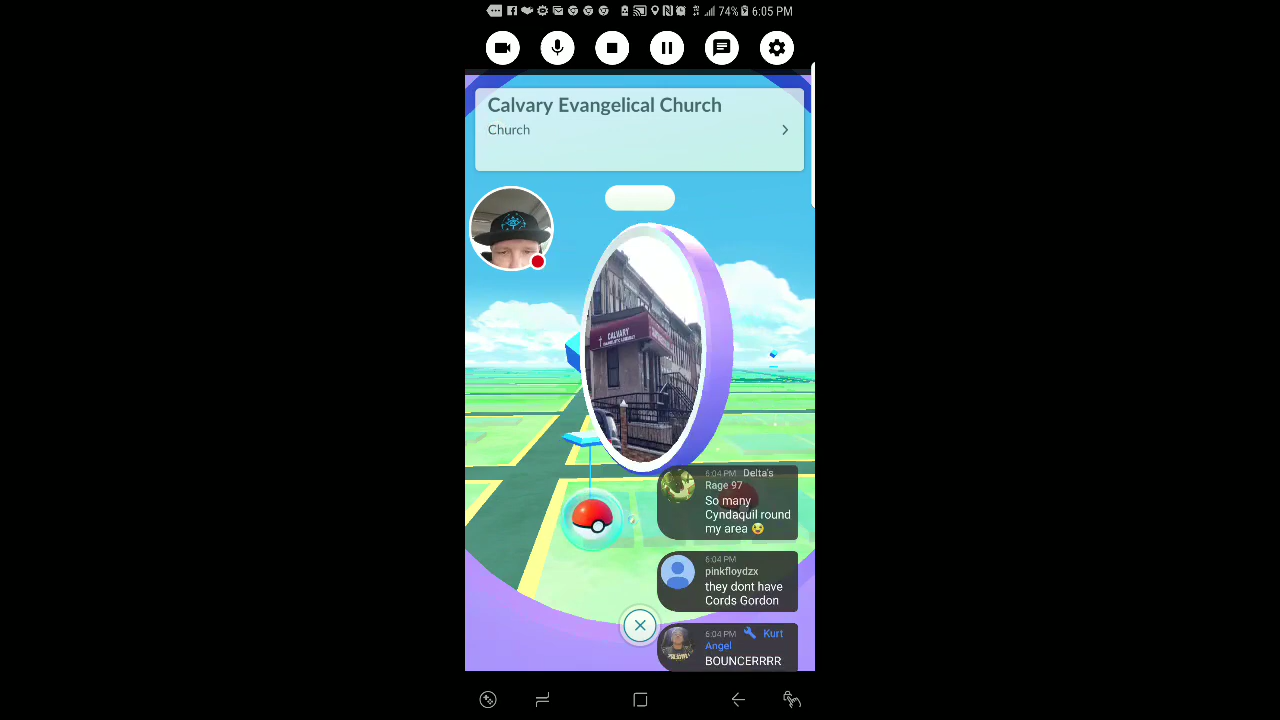 74% 6:05 PM
Calvary Evangelical Church
Church
CALVARY
6:04 PM Delta's
Rage 97
So many
Cyndaquil round
my area 😉
6:04 PM
pinkfloydzx
they dont have
Cords Gordon
6:04 PM Kurt
Angel
BOUNCERRRR